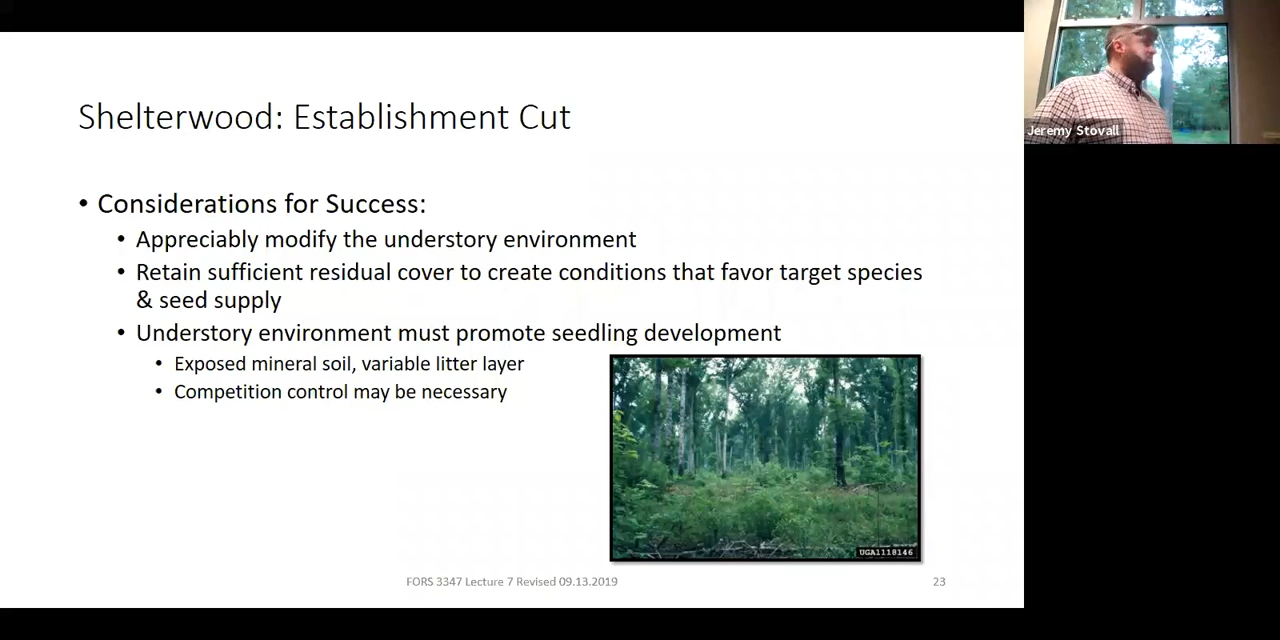 Shelterwood: Establishment Cut
• Considerations for Success:
• Appreciably modify the understory environment
• Retain sufficient residual cover to create conditions that favor target species
& seed supply
• Understory environment must promote seedling development
• Exposed mineral soil, variable litter layer
• Competition control may be necessary
UGA1118146
FORS 3347 Lecture 7 Revised 09.13.2019
23
Jeremy Stovall